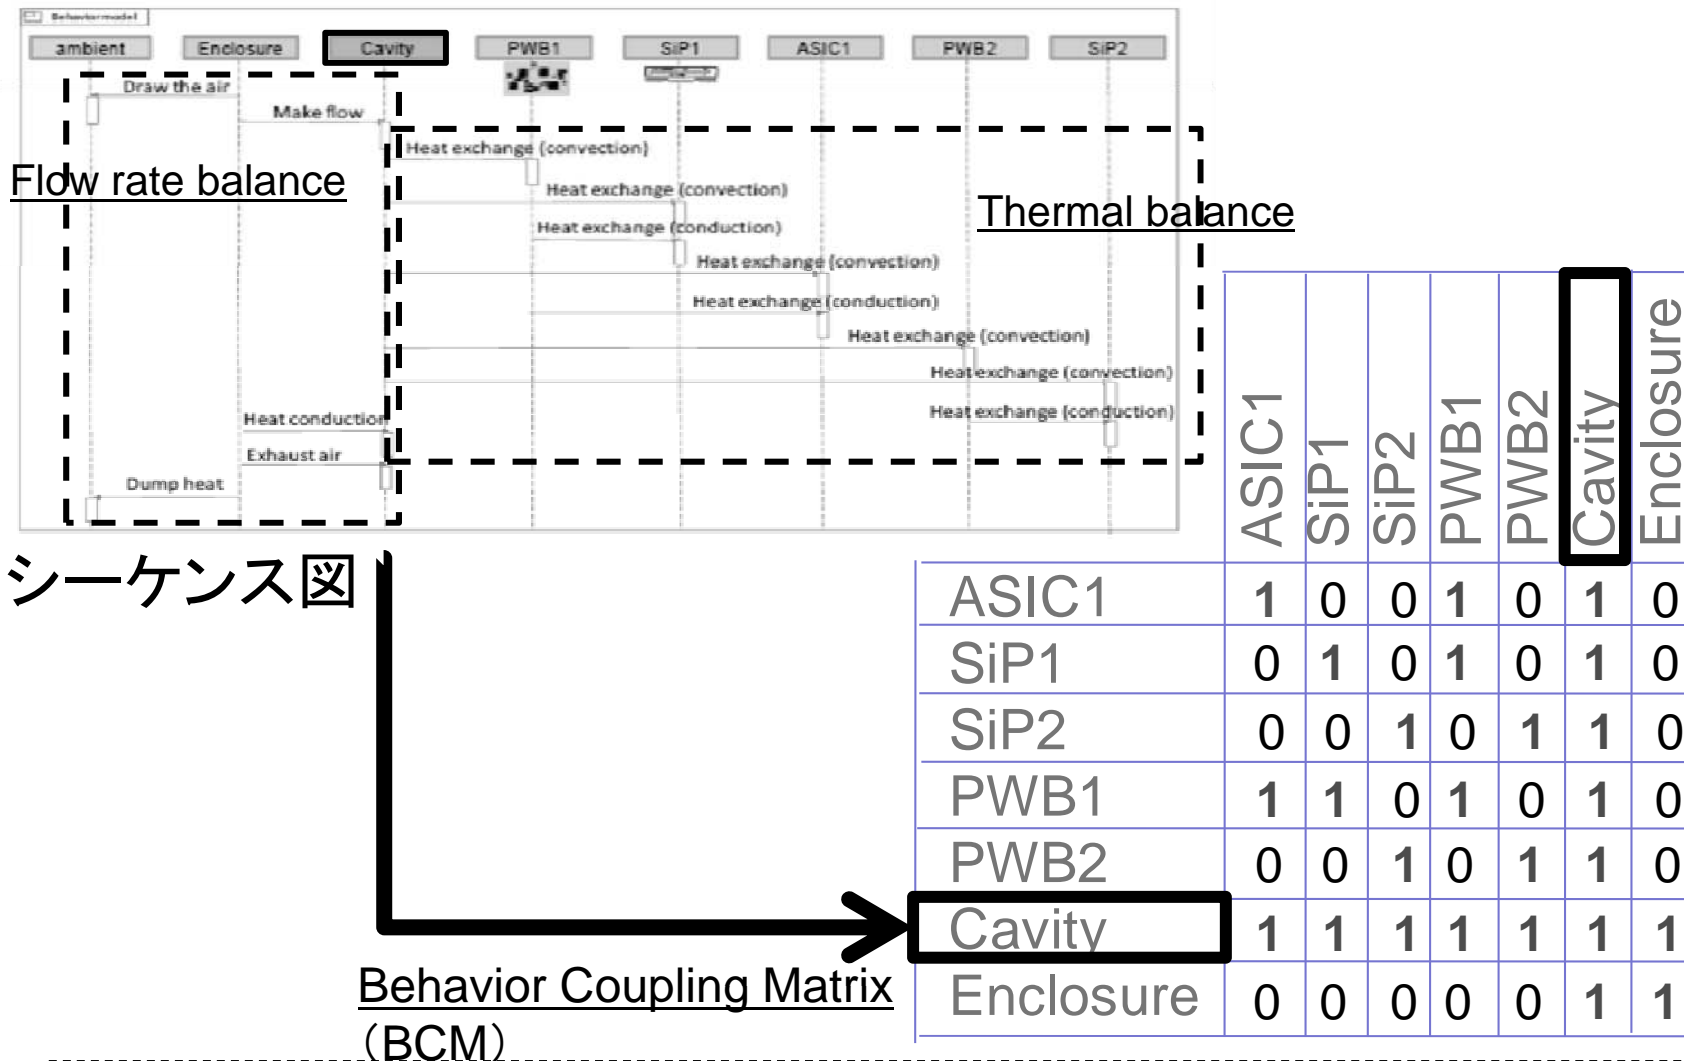 Behavior model
ambient Enclosure Cavity PWB1 SiP1 ASIC1 PWB2 SiP2
Draw the air
Make flow
Heat exchange (convection)
Flow rate balance
Heat exchange (convection)
Thermal balance
Heat exchange (conduction)
Heat exchange (convection)
Heat exchange (conduction)
Heat exchange (convection)
Heat exchange (convection)
Heat exchange (conduction)
Heat conduction
Exhaust air
Dump heat
シーケンス図
ASIC1 SiP1 SiP2 PWB1 PWB2 Cavity Enclosure
ASIC1 1 0 0 1 0 1 0
SiP1 0 1 0 1 0 1 0
SiP2 0 0 1 0 1 1 0
PWB1 1 1 0 1 0 1 0
PWB2 0 0 1 0 1 1 0
Cavity 1 1 1 1 1 1 1
Enclosure 0 0 0 0 0 1 1
Behavior Coupling Matrix
（BCM）